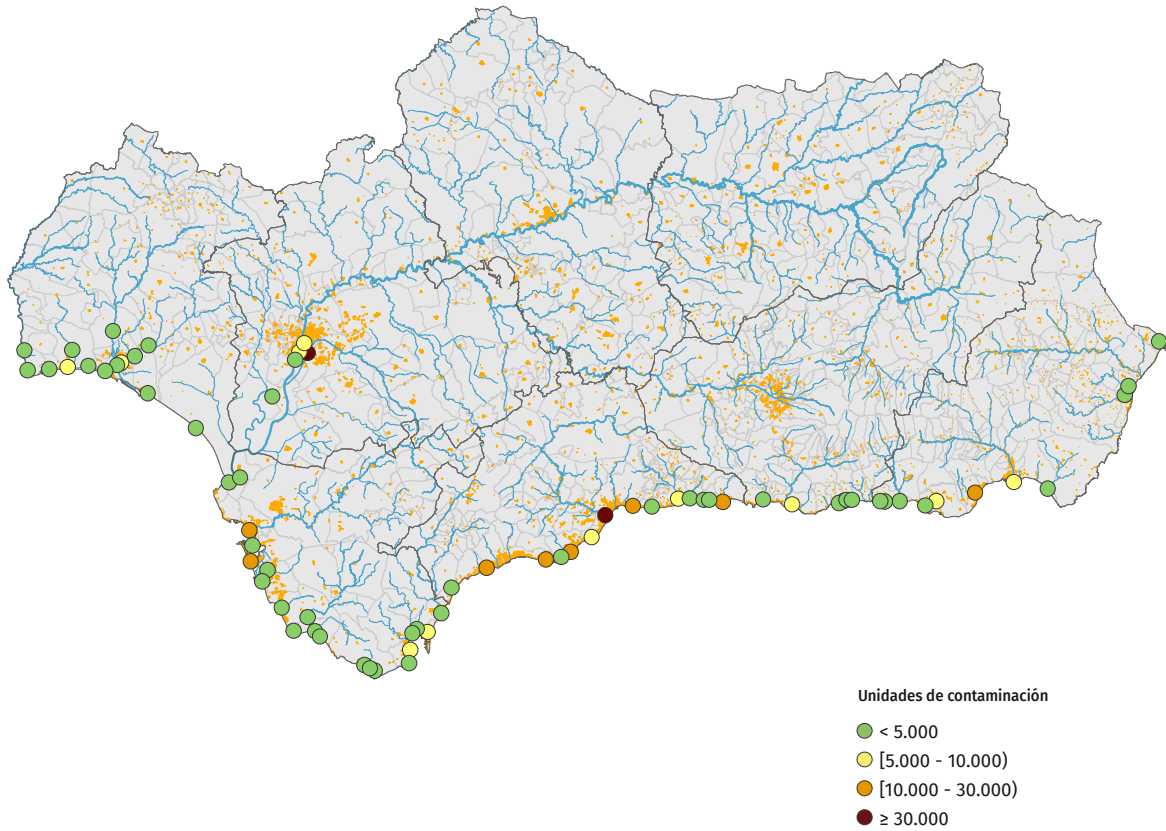 Unidades de contaminación
< 5.000
[5.000 - 10.000)
[10.000 - 30.000)
≥ 30.000